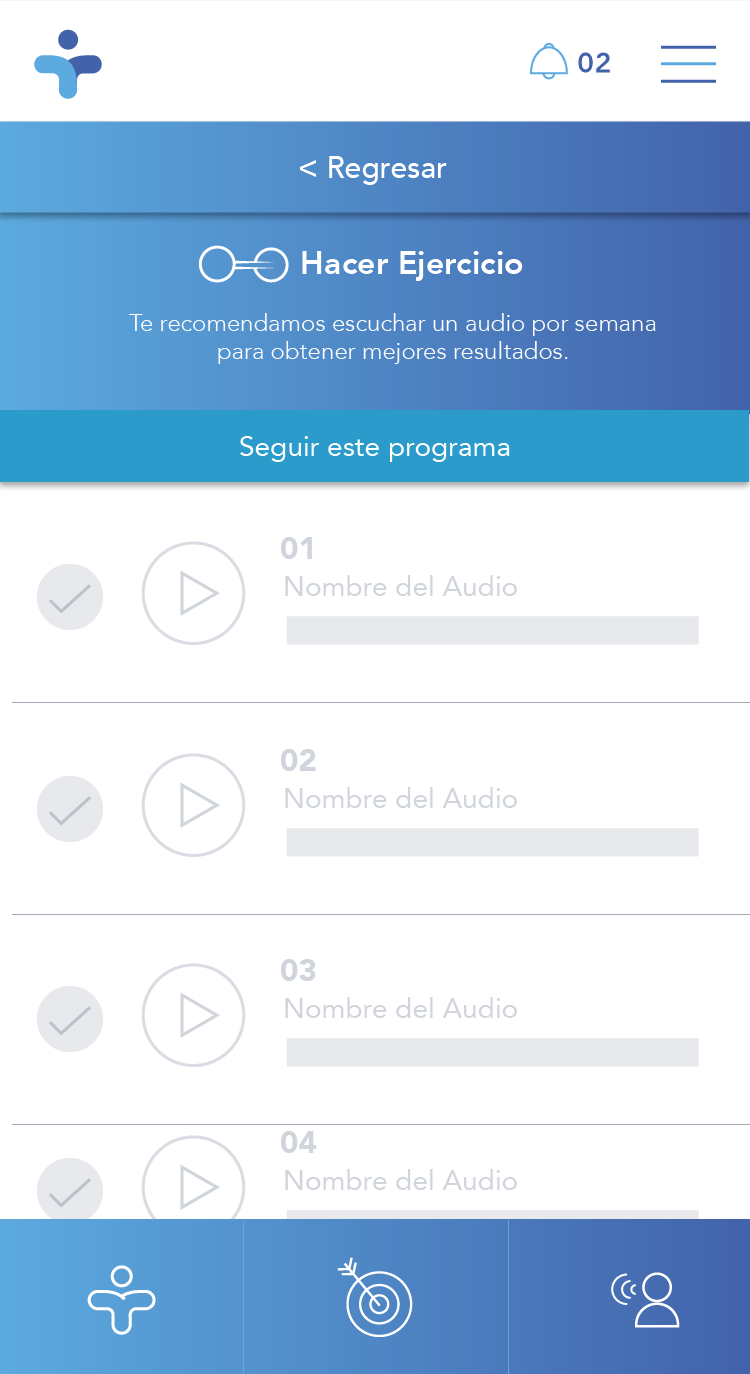 02
< Regresar
Hacer Ejercicio
Te recomendamos escuchar un audio por semana
para obtener mejores resultados.
Seguir este programa
01
Nombre del Audio
02
Nombre del Audio
03
Nombre del Audio
04
Nombre del Audio